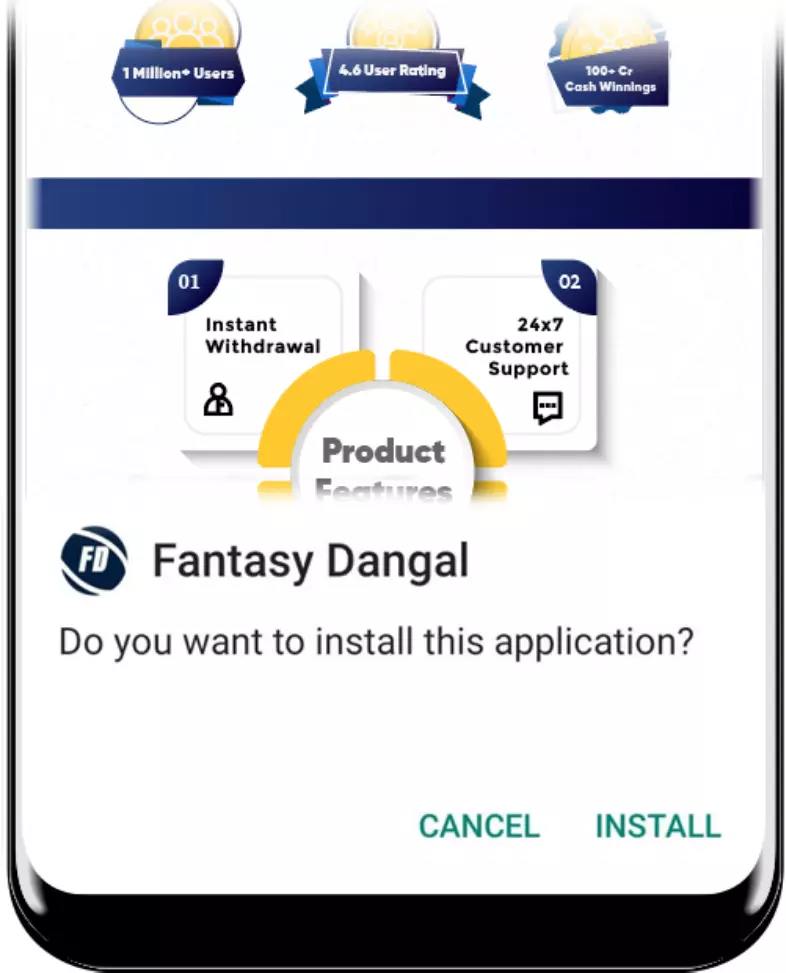 1 Million+ Users
4.6 User Rating
100+ Cr
Cash Winnings
01
Instant
Withdrawal
02
24x7
Customer
Support
Product
Features
FD
Fantasy Dangal
Do you want to install this application?
CANCEL
INSTALL